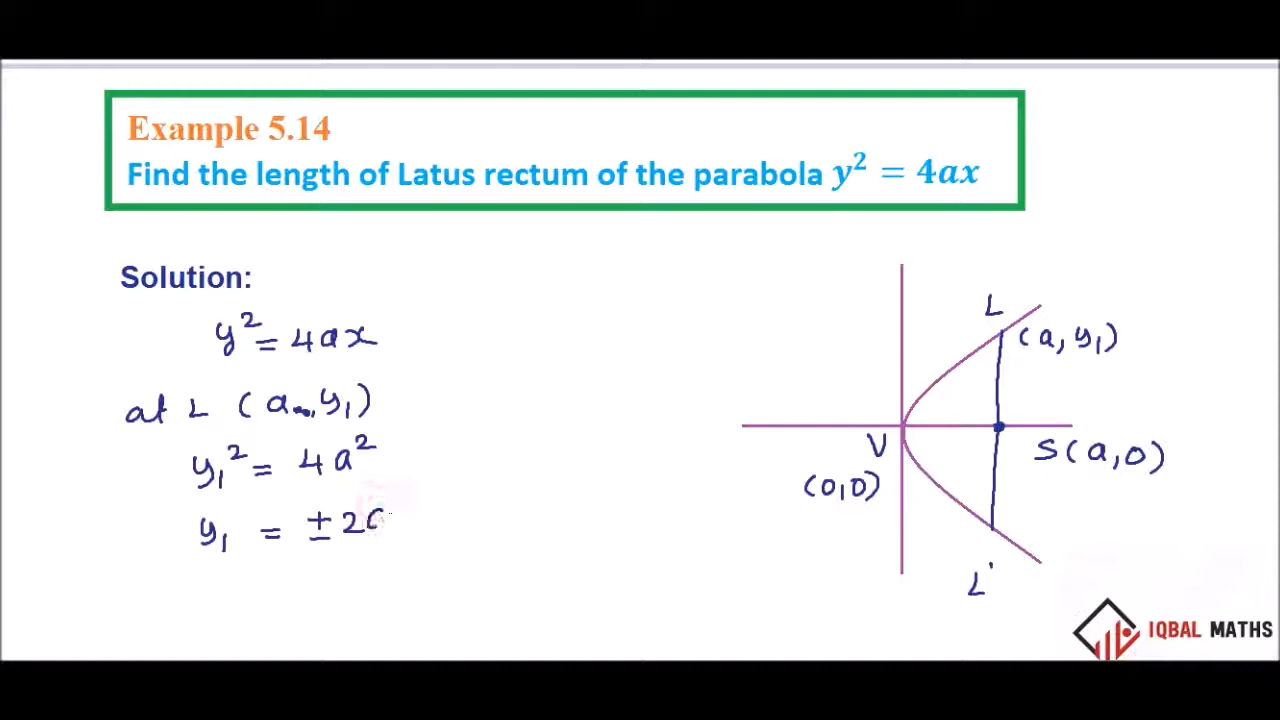 Example 5.14
Find the length of Latus rectum of the parabola y² = 4ax
Solution:
y² = 4ax
at L (a, y₁)
y₁² = 4a²
y₁ = ±2a
L
(a, y₁)
V
S(a,0)
(0,0)
L'
IQBAL MATHS